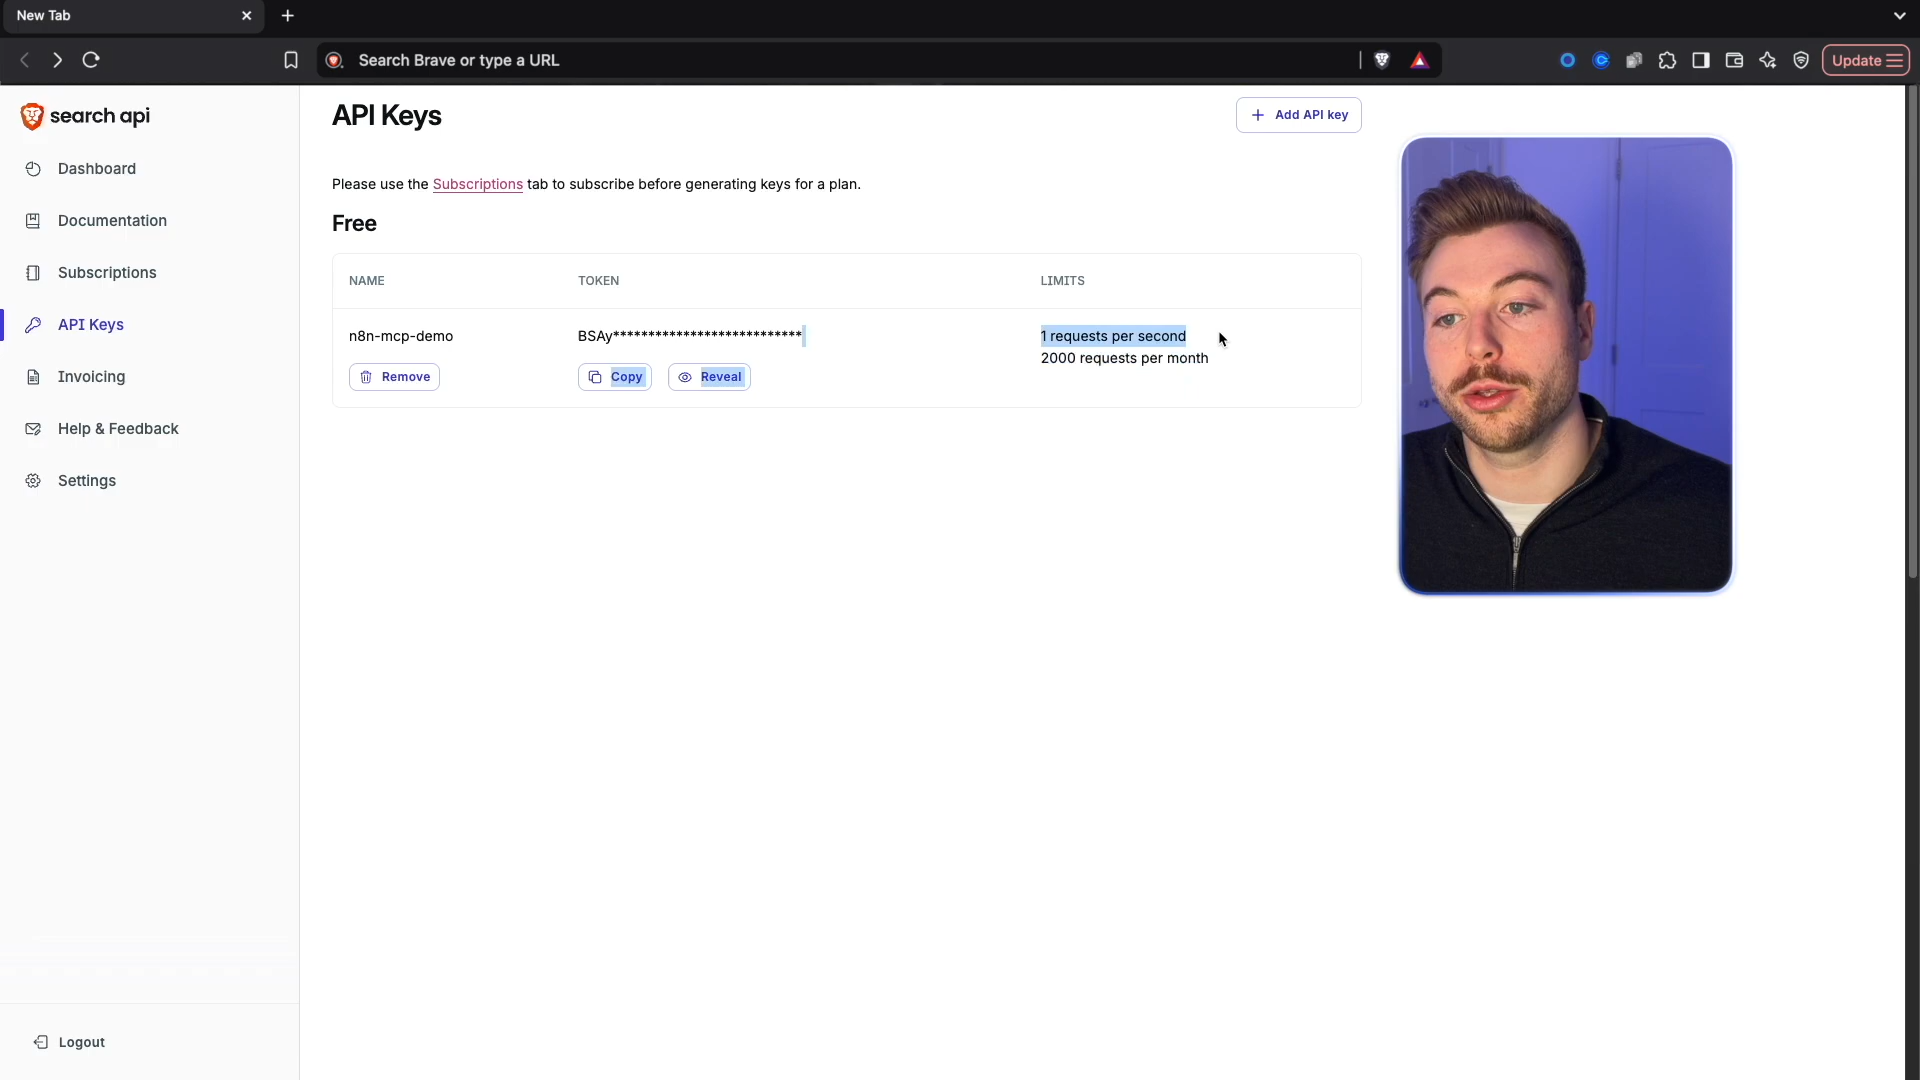 New Tab
Search Brave or type a URL
Update
search api
Dashboard
Documentation
Subscriptions
API Keys
Invoicing
Help & Feedback
Settings
Logout
API Keys
Add API key
Please use the Subscriptions tab to subscribe before generating keys for a plan.
Free
NAME TOKEN LIMITS
n8n-mcp-demo BSAy*************************** 1 requests per second
2000 requests per month
Remove Copy Reveal